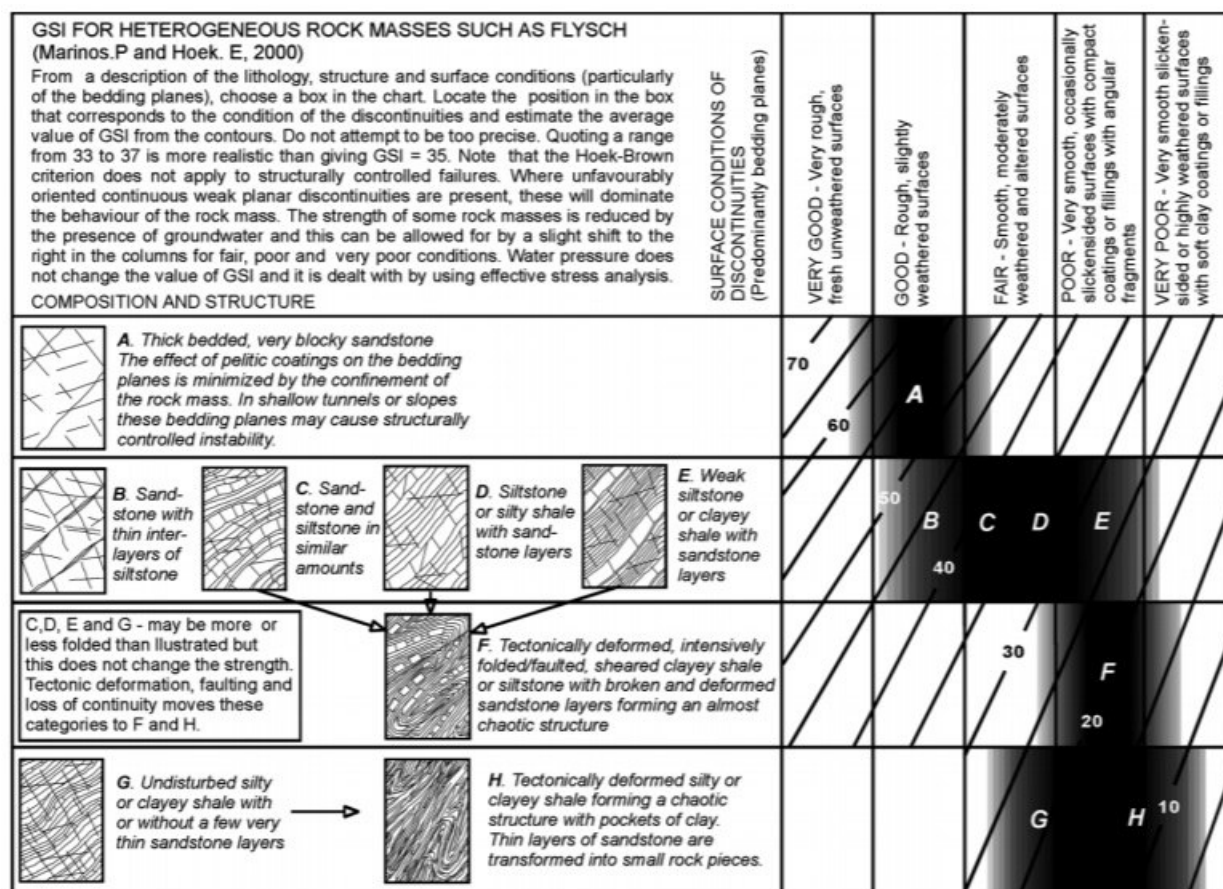 GSI FOR HETEROGENEOUS ROCK MASSES SUCH AS FLYSCH
(Marinos.P and Hoek. E, 2000)
From a description of the lithology, structure and surface conditions (particularly
of the bedding planes), choose a box in the chart. Locate the position in the box
that corresponds to the condition of the discontinuities and estimate the average
value of GSI from the contours. Do not attempt to be too precise. Quoting a range
from 33 to 37 is more realistic than giving GSI = 35. Note that the Hoek-Brown
criterion does not apply to structurally controlled failures. Where unfavourably
oriented continuous weak planar discontinuities are present, these will dominate
the behaviour of the rock mass. The strength of some rock masses is reduced by
the presence of groundwater and this can be allowed for by a slight shift to the
right in the columns for fair, poor and very poor conditions. Water pressure does
not change the value of GSI and it is dealt with by using effective stress analysis.
COMPOSITION AND STRUCTURE
SURFACE CONDITIONS OF
DISCONTINUITIES
(Predominantly bedding planes)
VERY GOOD - Very rough,
fresh unweathered surfaces
GOOD - Rough, slightly
weathered surfaces
FAIR - Smooth, moderately
weathered and altered surfaces
POOR - Very smooth, occasionally
slickensided surfaces with compact
coatings or fillings with angular
fragments
VERY POOR - Very smooth slicken-
sided or highly weathered surfaces
with soft clay coatings or fillings
A. Thick bedded, very blocky sandstone
The effect of pelitic coatings on the bedding
planes is minimized by the confinement of
the rock mass. In shallow tunnels or slopes
these bedding planes may cause structurally
controlled instability.
70
60
A
B. Sand-
stone with
thin inter-
layers of
siltstone
C. Sand-
stone and
siltstone in
similar
amounts
D. Siltstone
or silty shale
with sand-
stone layers
E. Weak
siltstone
or clayey
shale with
sandstone
layers
50
B
C
D
E
40
C,D, E and G - may be more or
less folded than llustrated but
this does not change the strength.
Tectonic deformation, faulting and
loss of continuity moves these
categories to F and H.
F. Tectonically deformed, intensively
folded/faulted, sheared clayey shale
or siltstone with broken and deformed
sandstone layers forming an almost
chaotic structure
30
F
20
G. Undisturbed silty
or clayey shale with
or without a few very
thin sandstone layers
H. Tectonically deformed silty or
clayey shale forming a chaotic
structure with pockets of clay.
Thin layers of sandstone are
transformed into small rock pieces.
G
H
10